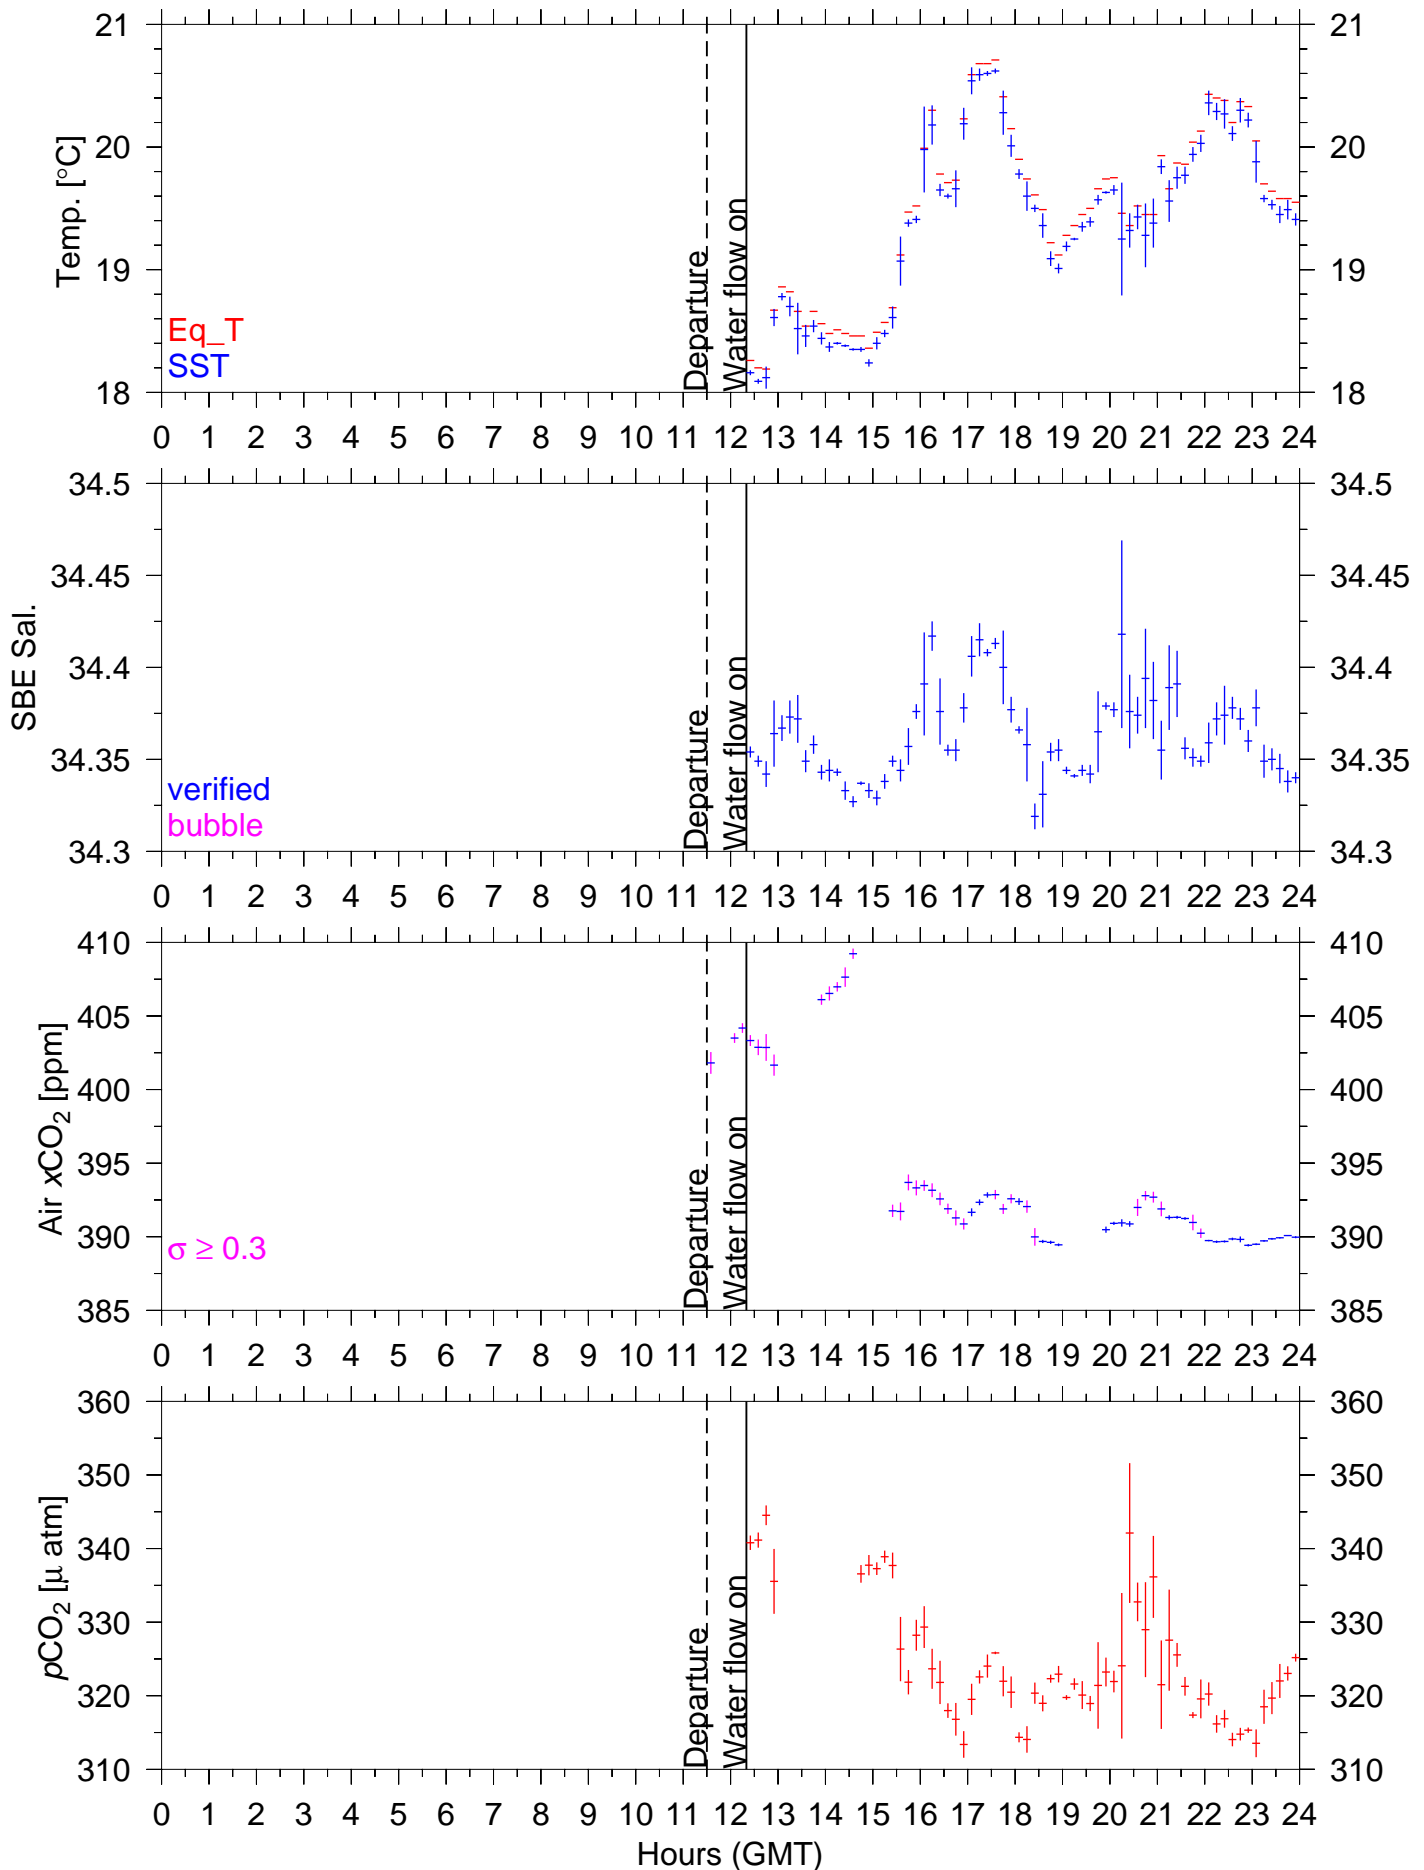 21 21
20 20
19 19
18 18
Temp. [°C]
Eq_T
SST
Departure
Water flow on
0 1 2 3 4 5 6 7 8 9 10 11 12 13 14 15 16 17 18 19 20 21 22 23 24
34.5 34.5
34.45 34.45
34.4 34.4
34.35 34.35
34.3 34.3
SBE Sal.
verified
bubble
Departure
Water flow on
0 1 2 3 4 5 6 7 8 9 10 11 12 13 14 15 16 17 18 19 20 21 22 23 24
410 410
405 405
400 400
395 395
390 390
385 385
Air xCO₂ [ppm]
σ ≥ 0.3
Departure
Water flow on
0 1 2 3 4 5 6 7 8 9 10 11 12 13 14 15 16 17 18 19 20 21 22 23 24
360 360
350 350
340 340
330 330
320 320
310 310
pCO₂ [μ atm]
Departure
Water flow on
0 1 2 3 4 5 6 7 8 9 10 11 12 13 14 15 16 17 18 19 20 21 22 23 24
Hours (GMT)